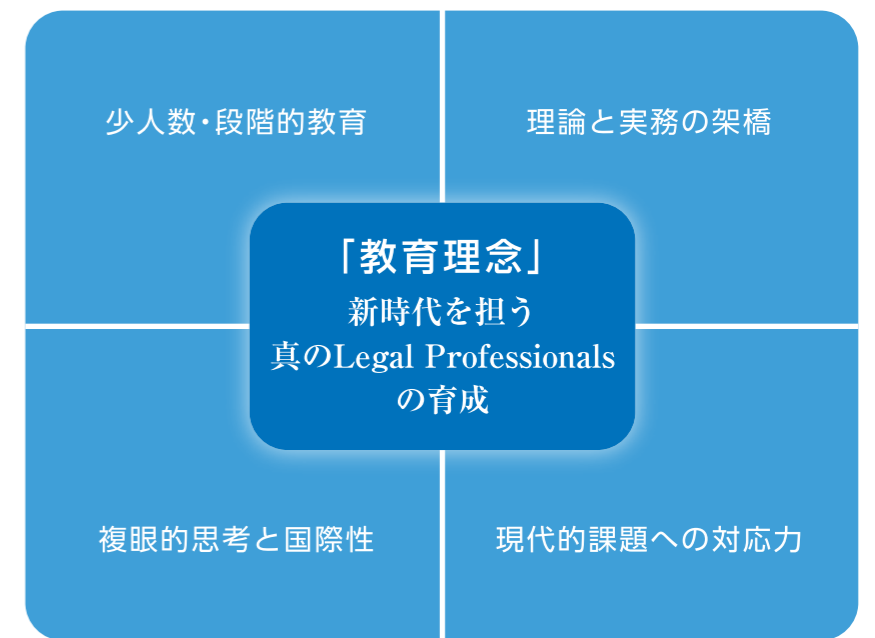 少人数・段階的教育
理論と実務の架橋
「教育理念」
新時代を担う
真のLegal Professionals
の育成
複眼的思考と国際性
現代的課題への対応力